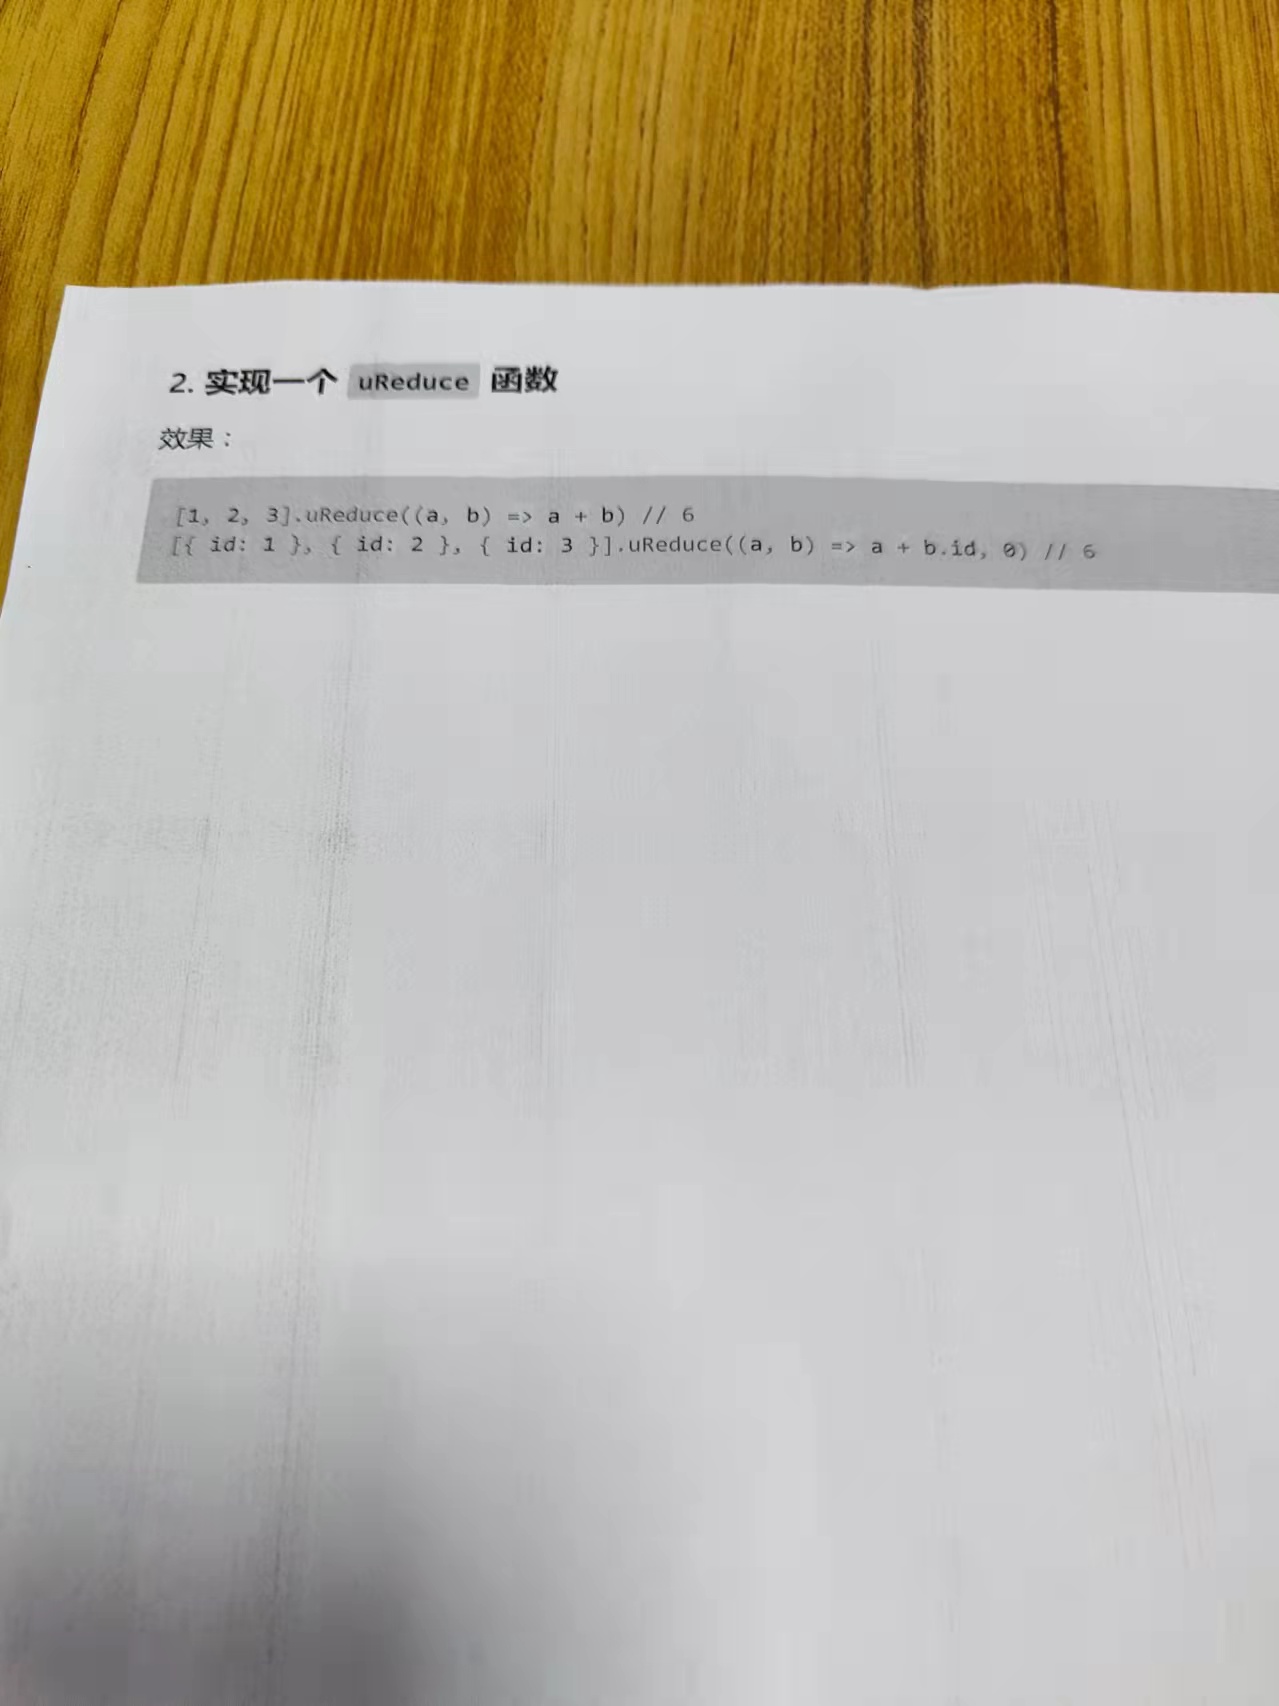 2. 实现一个 uReduce 函数
效果：
[1, 2, 3].uReduce((a, b) => a + b) // 6
[{ id: 1 }, { id: 2 }, { id: 3 }].uReduce((a, b) => a + b.id, 0) // 6